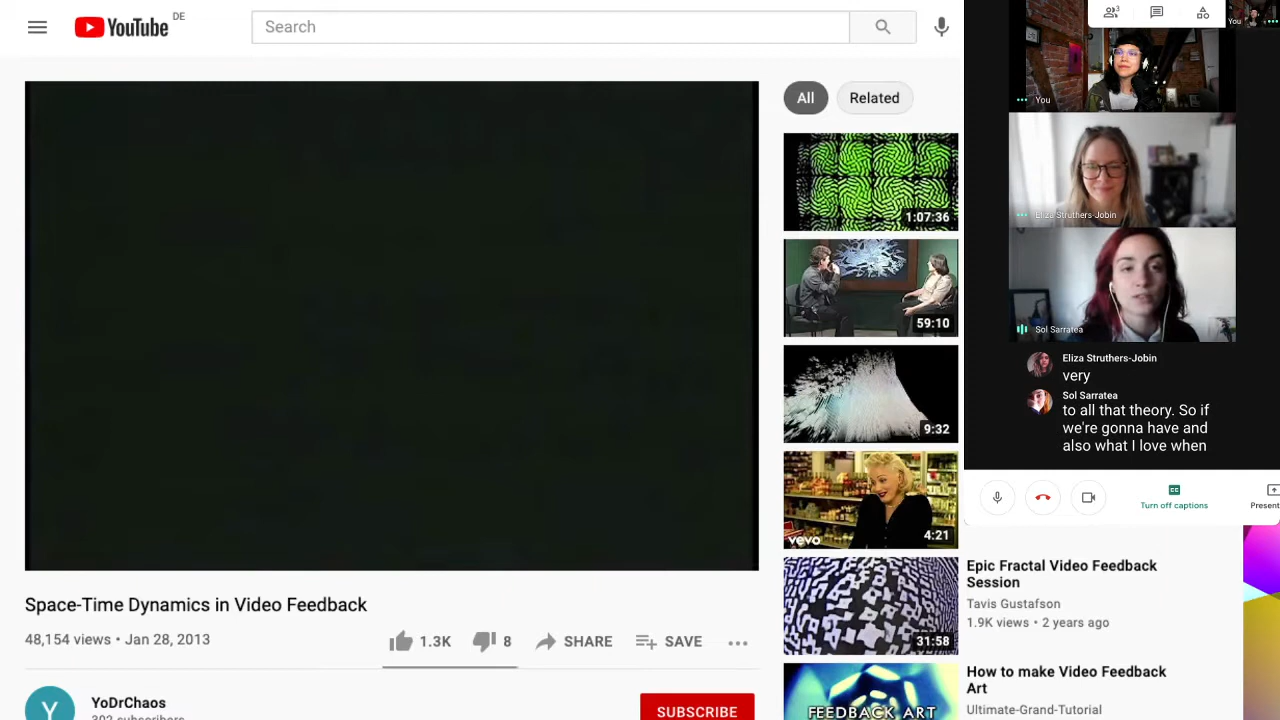 YouTube DE
Search
All
Related
1:07:36
59:10
9:32
vevo
4:21
31:58
Epic Fractal Video Feedback
Session
Tavis Gustafson
1.9K views • 2 years ago
FEEDBACK ART
How to make Video Feedback
Art
Ultimate-Grand-Tutorial
Space-Time Dynamics in Video Feedback
48,154 views • Jan 28, 2013
1.3K
8
SHARE
SAVE
Y
YoDrChaos
302 subscribers
SUBSCRIBE
3
You
You
Eliza Struthers-Jobin
Sol Sarratea
Eliza Struthers-Jobin
very
Sol Sarratea
to all that theory. So if
we're gonna have and
also what I love when
Turn off captions
Present